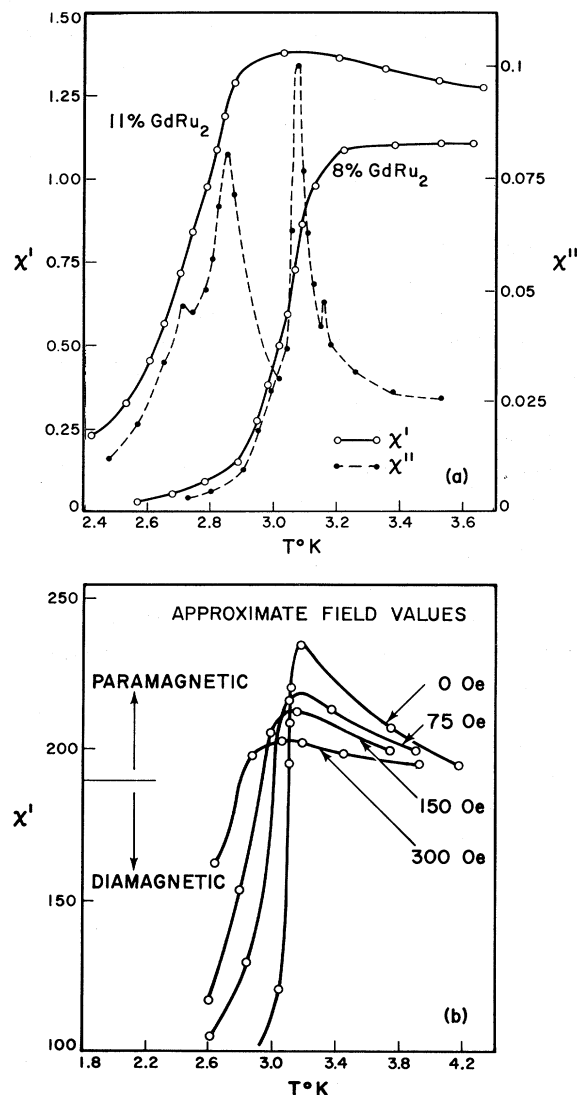 1.50
1.25
1.00
0.75
0.50
0.25
0
χ'
0.1
0.075
0.05
0.025
0
χ"
11% GdRu2
8% GdRu2
χ'
χ"
(a)
2.4 2.6 2.8 3.0 3.2 3.4 3.6
T°K
250
200
150
100
χ'
APPROXIMATE FIELD VALUES
PARAMAGNETIC
DIAMAGNETIC
0 Oe
75 Oe
150 Oe
300 Oe
(b)
1.8 2.2 2.6 3.0 3.4 3.8 4.2
T°K